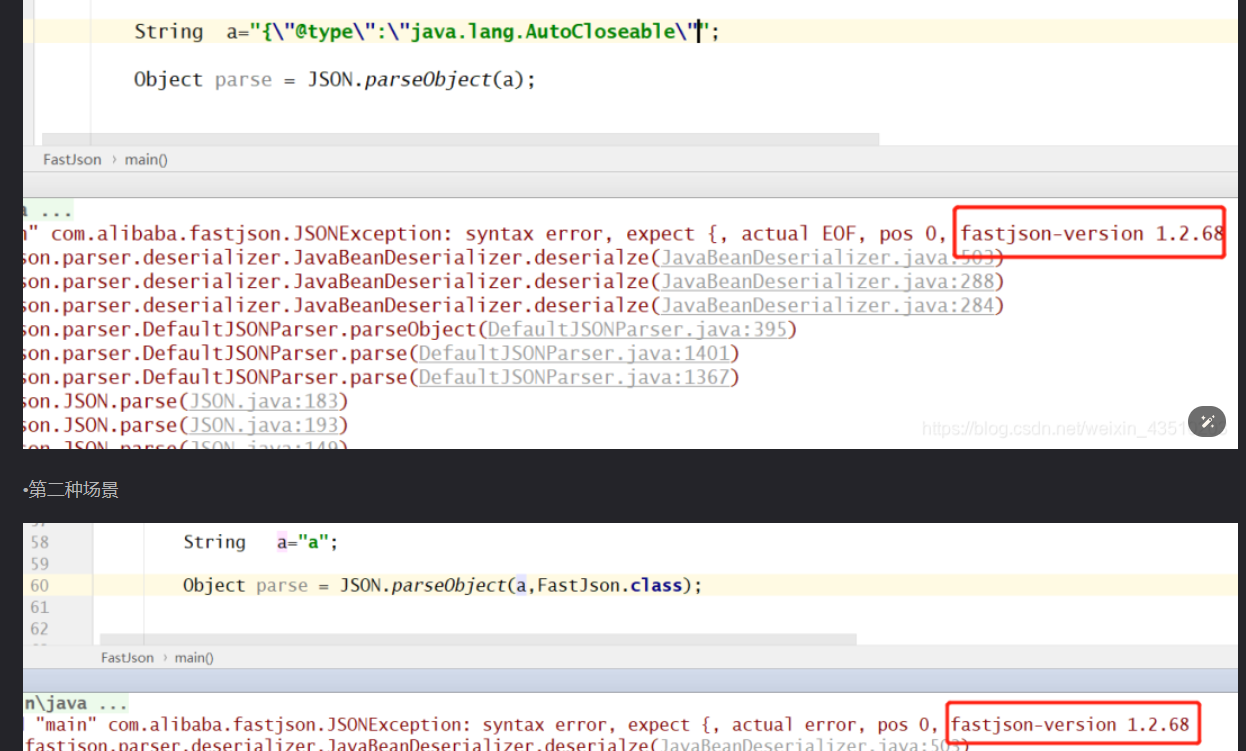 String a="{\"@type\":\"java.lang.AutoCloseable\"";
Object parse = JSON.parseObject(a);
FastJson › main()
a ...
n" com.alibaba.fastjson.JSONException: syntax error, expect {, actual EOF, pos 0, fastjson-version 1.2.68
son.parser.deserializer.JavaBeanDeserializer.deserialze(JavaBeanDeserializer.java:503)
son.parser.deserializer.JavaBeanDeserializer.deserialze(JavaBeanDeserializer.java:288)
son.parser.deserializer.JavaBeanDeserializer.deserialze(JavaBeanDeserializer.java:284)
son.parser.DefaultJSONParser.parseObject(DefaultJSONParser.java:395)
son.parser.DefaultJSONParser.parse(DefaultJSONParser.java:1401)
son.parser.DefaultJSONParser.parse(DefaultJSONParser.java:1367)
son.JSON.parse(JSON.java:183)
son.JSON.parse(JSON.java:193)
son.JSON.parse(JSON.java:149)
https://blog.csdn.net/weixin_4351
•第二种场景
57
58 String a="a";
59
60 Object parse = JSON.parseObject(a,FastJson.class);
61
62
FastJson › main()
n\java ...
"main" com.alibaba.fastjson.JSONException: syntax error, expect {, actual error, pos 0, fastjson-version 1.2.68
fastjson.parser.deserializer.JavaBeanDeserializer.deserialze(JavaBeanDeserializer.java:503)